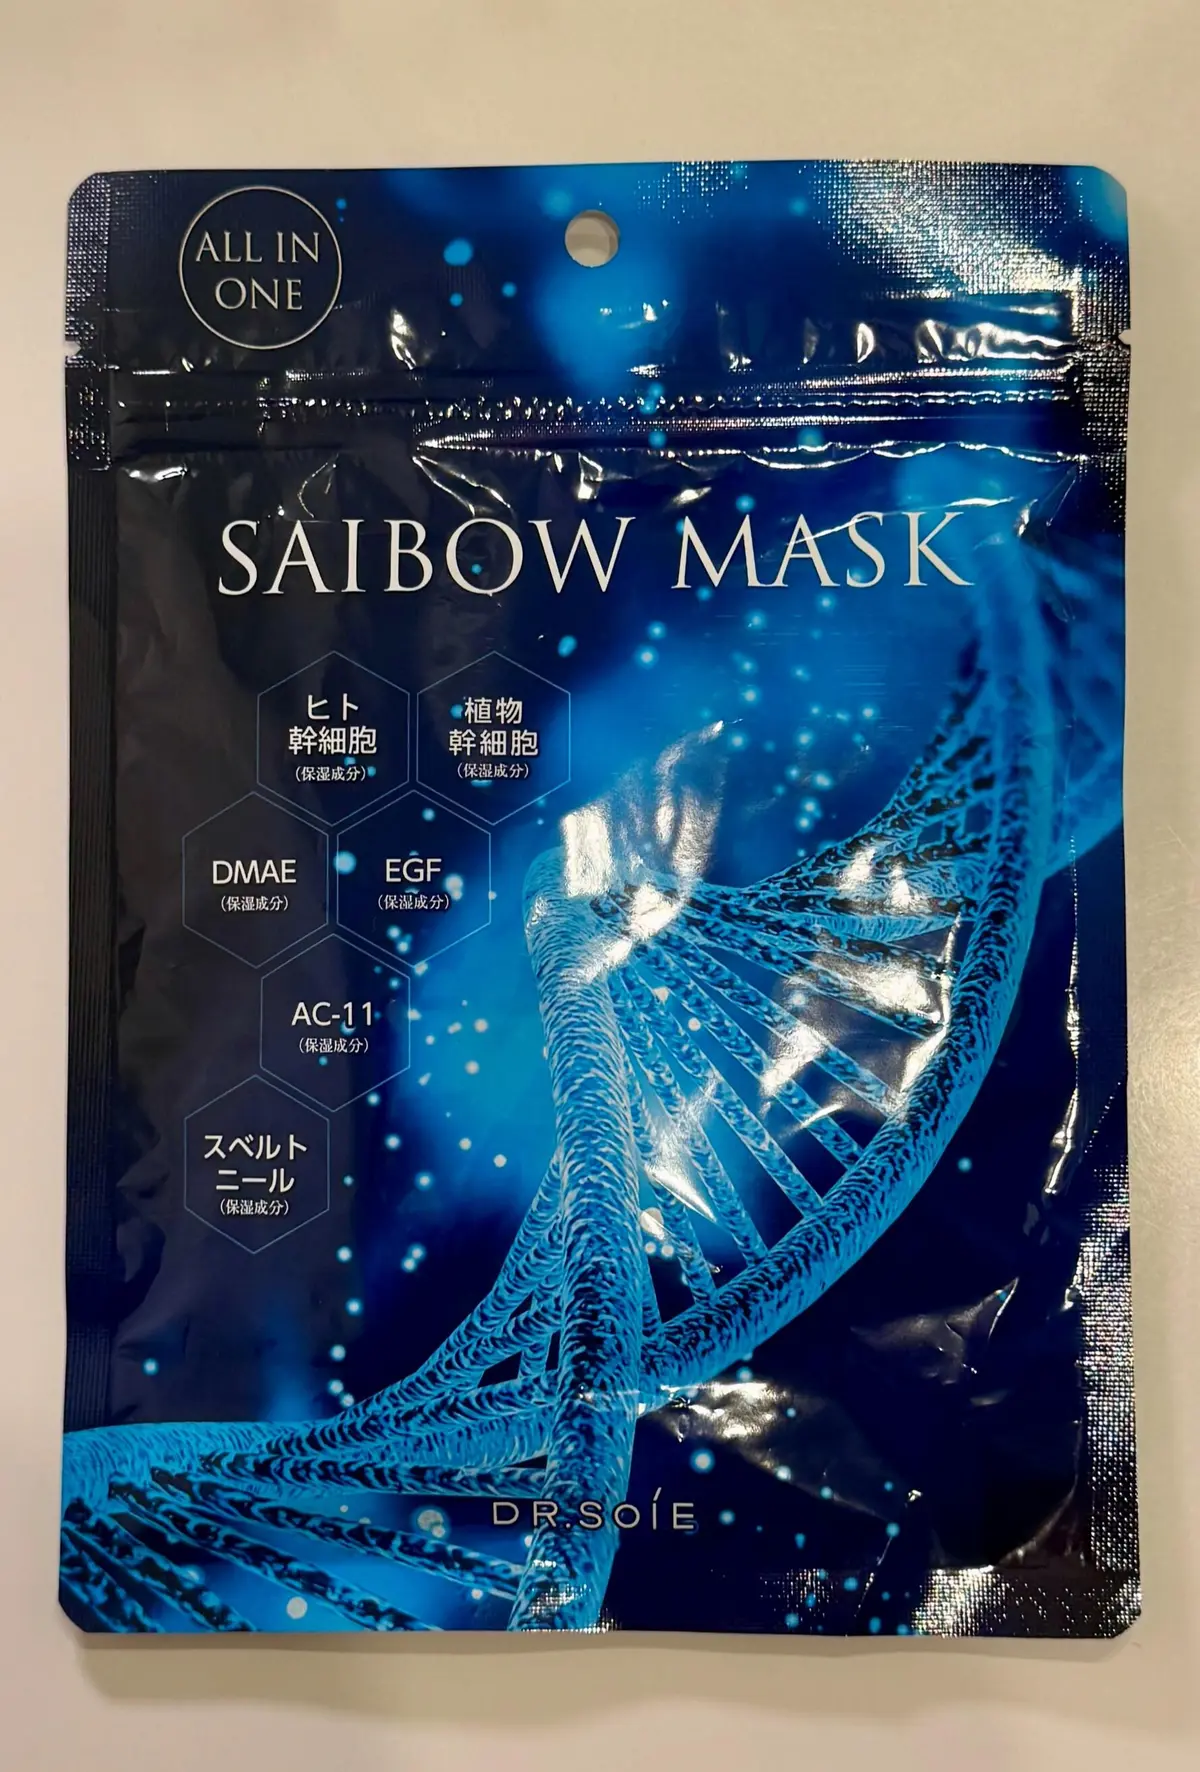 ALL IN
ONE
SAIBOW MASK
ヒト
幹細胞
(保湿成分)
植物
幹細胞
(保湿成分)
DMAE
(保湿成分)
EGF
(保湿成分)
AC-11
(保湿成分)
スベルト
ニール
(保湿成分)
DR.SOÍE